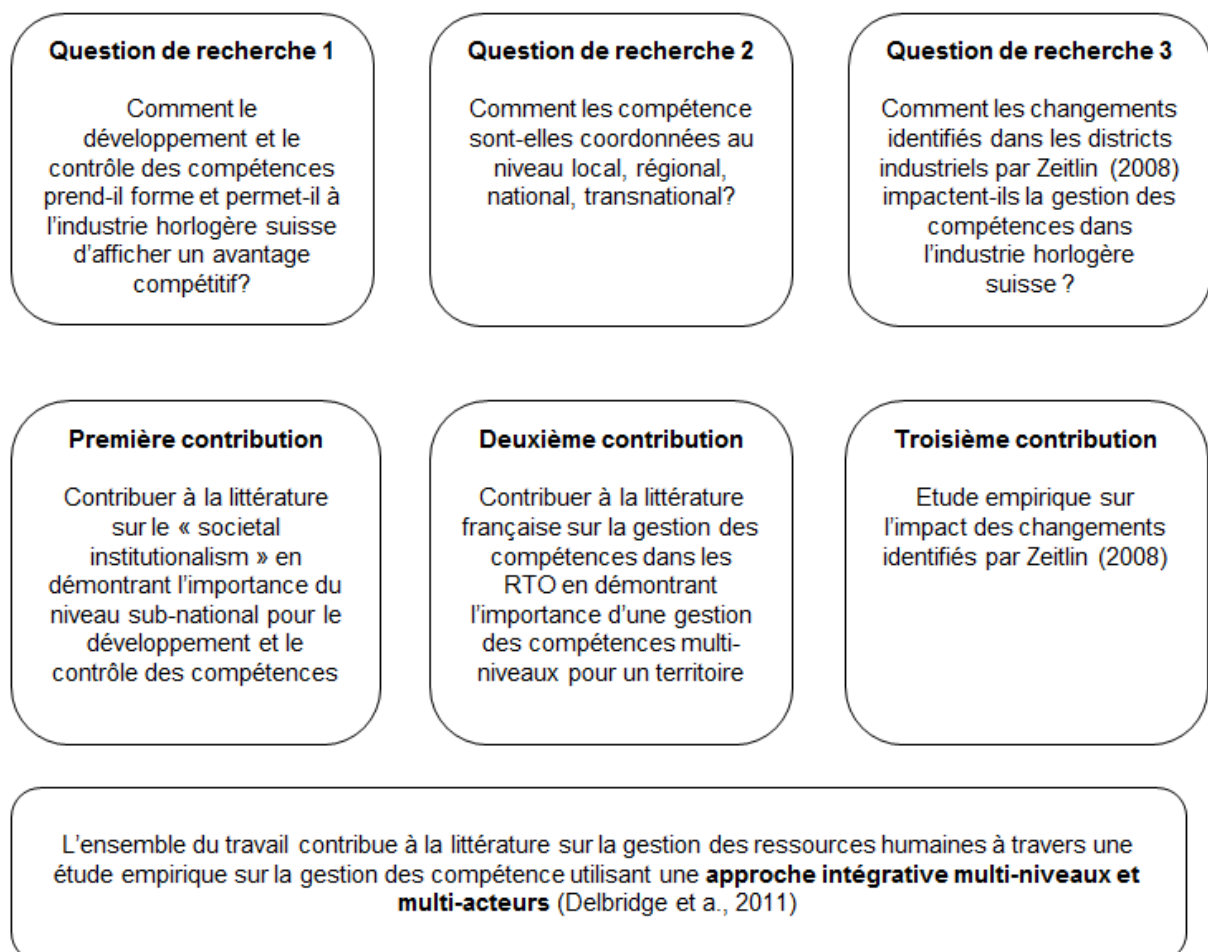 Question de recherche 1
Comment le
développement et le
contrôle des compétences
prend-il forme et permet-il à
l'industrie horlogère suisse
d'afficher un avantage
compétitif?
Question de recherche 2
Comment les compétence
sont-elles coordonnées au
niveau local, régional,
national, transnational?
Question de recherche 3
Comment les changements
identifiés dans les districts
industriels par Zeitlin (2008)
impactent-ils la gestion des
compétences dans
l'industrie horlogère
suisse ?
Première contribution
Contribuer à la littérature
sur le « societal
institutionalism » en
démontrant l'importance du
niveau sub-national pour le
développement et le
contrôle des compétences
Deuxième contribution
Contribuer à la littérature
française sur la gestion des
compétences dans les
RTO en démontrant
l'importance d'une gestion
des compétences multi-
niveaux pour un territoire
Troisième contribution
Etude empirique sur
l'impact des changements
identifiés par Zeitlin (2008)
L'ensemble du travail contribue à la littérature sur la gestion des ressources humaines à travers une
étude empirique sur la gestion des compétence utilisant une approche intégrative multi-niveaux et
multi-acteurs (Delbridge et a., 2011)